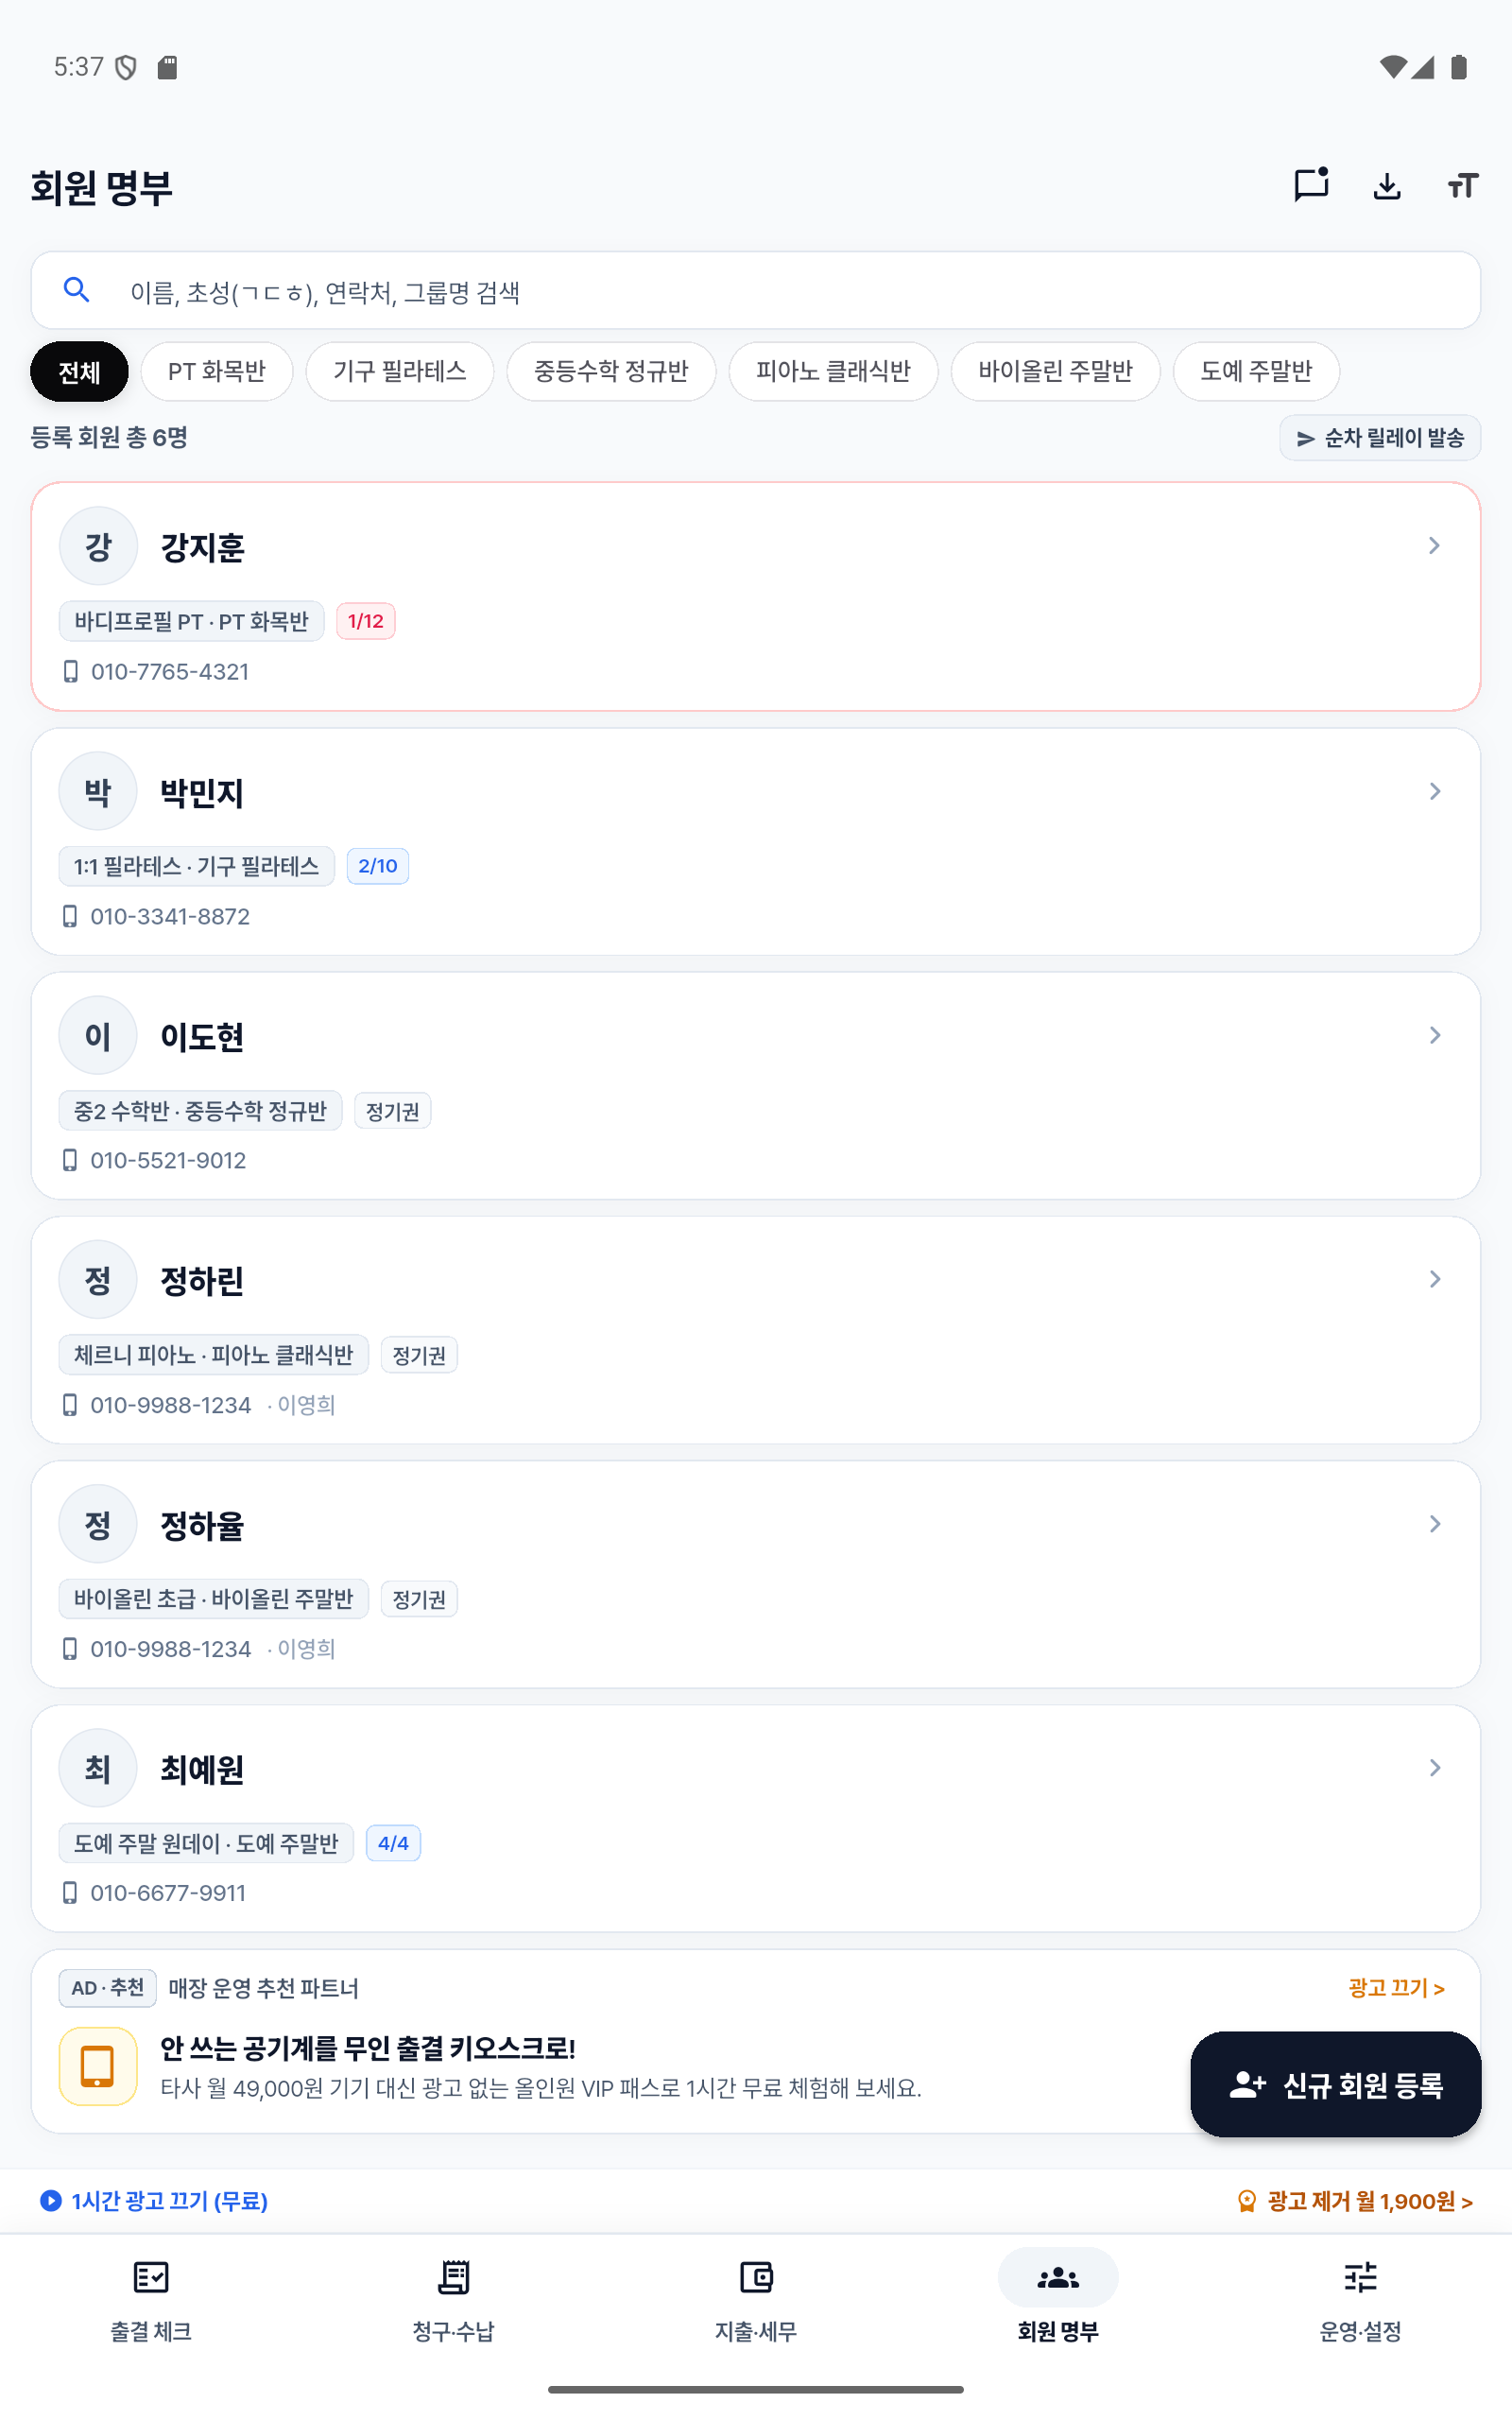 5:37
회원 명부
이름, 초성(ㄱㄷㅎ), 연락처, 그룹명 검색
전체
PT 화목반
기구 필라테스
중등수학 정규반
피아노 클래식반
바이올린 주말반
도예 주말반
등록 회원 총 6명
순차 릴레이 발송
강
강지훈
바디프로필 PT · PT 화목반
1/12
010-7765-4321
박
박민지
1:1 필라테스 · 기구 필라테스
2/10
010-3341-8872
이
이도현
중2 수학반 · 중등수학 정규반
정기권
010-5521-9012
정
정하린
체르니 피아노 · 피아노 클래식반
정기권
010-9988-1234 · 이영희
정
정하율
바이올린 초급 · 바이올린 주말반
정기권
010-9988-1234 · 이영희
최
최예원
도예 주말 원데이 · 도예 주말반
4/4
010-6677-9911
AD · 추천
매장 운영 추천 파트너
광고 끄기 >
안 쓰는 공기계를 무인 출결 키오스크로!
타사 월 49,000원 기기 대신 광고 없는 올인원 VIP 패스로 1시간 무료 체험해 보세요.
신규 회원 등록
1시간 광고 끄기 (무료)
광고 제거 월 1,900원 >
출결 체크
청구·수납
지출·세무
회원 명부
운영·설정